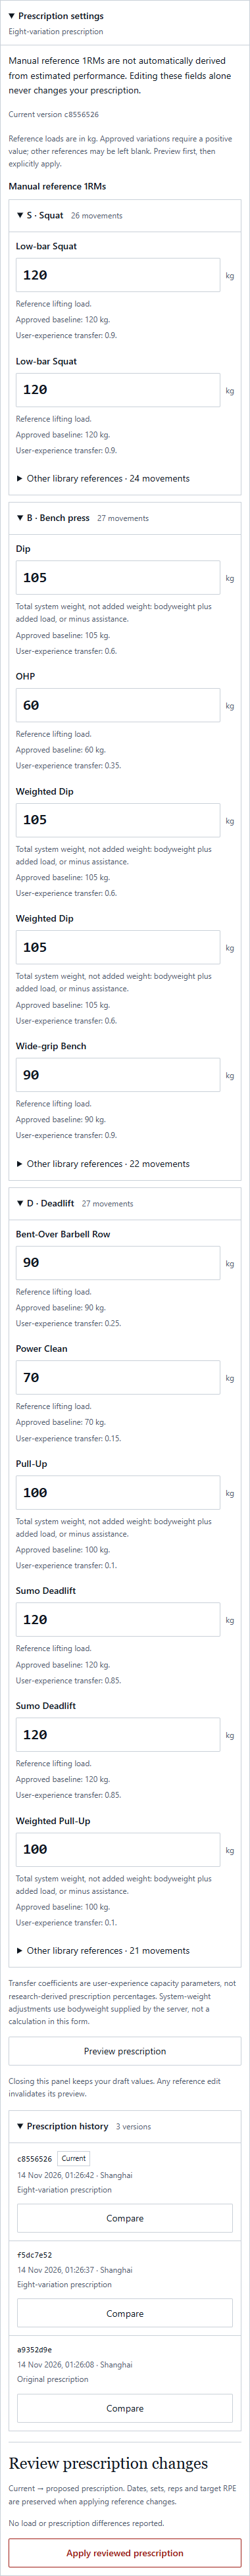 ▼ Prescription settings
Eight-variation prescription
Manual reference 1RMs are not automatically derived
from estimated performance. Editing these fields alone
never changes your prescription.
Current version c8556526
Reference loads are in kg. Approved variations require a positive
value; other references may be left blank. Preview first, then
explicitly apply.
Manual reference 1RMs
▼ S · Squat 26 movements
Low-bar Squat
120 kg
Reference lifting load.
Approved baseline: 120 kg.
User-experience transfer: 0.9.
Low-bar Squat
120 kg
Reference lifting load.
Approved baseline: 120 kg.
User-experience transfer: 0.9.
▶ Other library references · 24 movements
▼ B · Bench press 27 movements
Dip
105 kg
Total system weight, not added weight: bodyweight plus
added load, or minus assistance.
Approved baseline: 105 kg.
User-experience transfer: 0.6.
OHP
60 kg
Reference lifting load.
Approved baseline: 60 kg.
User-experience transfer: 0.35.
Weighted Dip
105 kg
Total system weight, not added weight: bodyweight plus
added load, or minus assistance.
Approved baseline: 105 kg.
User-experience transfer: 0.6.
Weighted Dip
105 kg
Total system weight, not added weight: bodyweight plus
added load, or minus assistance.
Approved baseline: 105 kg.
User-experience transfer: 0.6.
Wide-grip Bench
90 kg
Reference lifting load.
Approved baseline: 90 kg.
User-experience transfer: 0.9.
▶ Other library references · 22 movements
▼ D · Deadlift 27 movements
Bent-Over Barbell Row
90 kg
Reference lifting load.
Approved baseline: 90 kg.
User-experience transfer: 0.25.
Power Clean
70 kg
Reference lifting load.
Approved baseline: 70 kg.
User-experience transfer: 0.15.
Pull-Up
100 kg
Total system weight, not added weight: bodyweight plus
added load, or minus assistance.
Approved baseline: 100 kg.
User-experience transfer: 0.1.
Sumo Deadlift
120 kg
Reference lifting load.
Approved baseline: 120 kg.
User-experience transfer: 0.85.
Sumo Deadlift
120 kg
Reference lifting load.
Approved baseline: 120 kg.
User-experience transfer: 0.85.
Weighted Pull-Up
100 kg
Total system weight, not added weight: bodyweight plus
added load, or minus assistance.
Approved baseline: 100 kg.
User-experience transfer: 0.1.
▶ Other library references · 21 movements
Transfer coefficients are user-experience capacity parameters, not
research-derived prescription percentages. System-weight
adjustments use bodyweight supplied by the server, not a
calculation in this form.
Preview prescription
Closing this panel keeps your draft values. Any reference edit
invalidates its preview.
▼ Prescription history 3 versions
c8556526 Current
14 Nov 2026, 01:26:42 · Shanghai
Eight-variation prescription
Compare
f5dc7e52
14 Nov 2026, 01:26:37 · Shanghai
Eight-variation prescription
Compare
a9352d9e
14 Nov 2026, 01:26:08 · Shanghai
Original prescription
Compare
Review prescription changes
Current → proposed prescription. Dates, sets, reps and target RPE
are preserved when applying reference changes.
No load or prescription differences reported.
Apply reviewed prescription